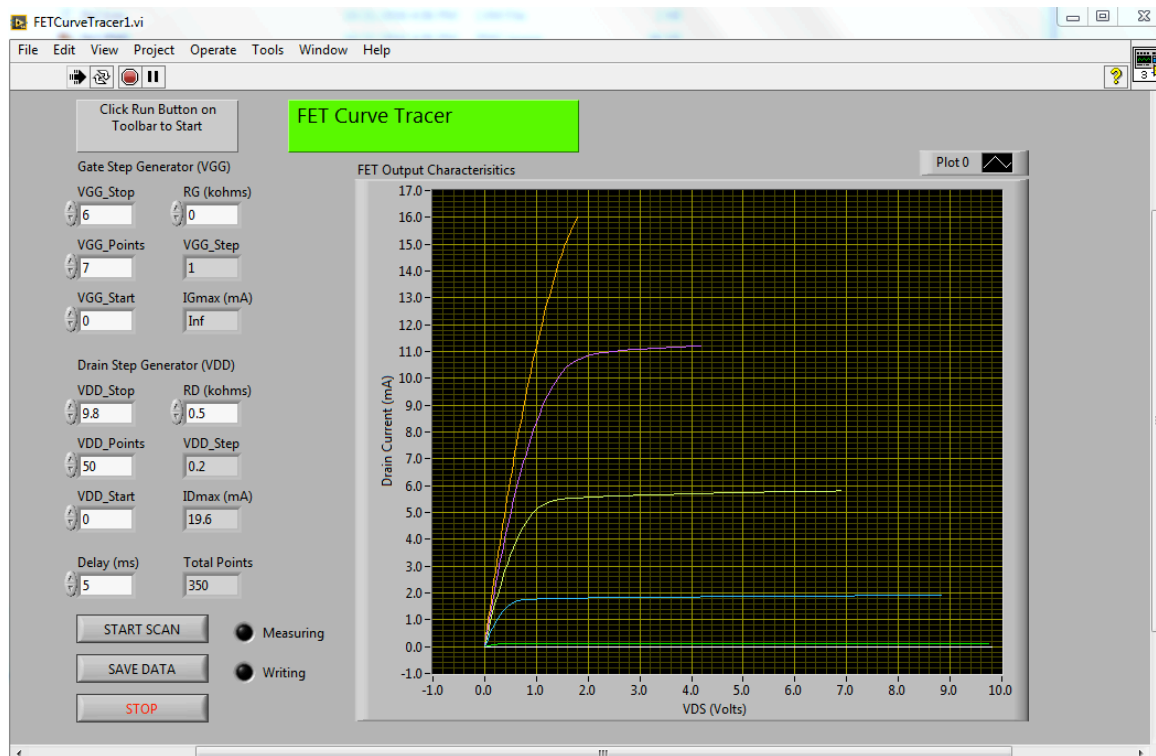 FETCurveTracer1.vi
File Edit View Project Operate Tools Window Help
3
Click Run Button on
Toolbar to Start
FET Curve Tracer
Gate Step Generator (VGG)
VGG_Stop RG (kohms)
6 0
VGG_Points VGG_Step
7 1
VGG_Start IGmax (mA)
0 Inf
Drain Step Generator (VDD)
VDD_Stop RD (kohms)
9.8 0.5
VDD_Points VDD_Step
50 0.2
VDD_Start IDmax (mA)
0 19.6
Delay (ms) Total Points
5 350
START SCAN
Measuring
SAVE DATA
Writing
STOP
FET Output Characterisitics
Plot 0
17.0
16.0
15.0
14.0
13.0
12.0
11.0
10.0
9.0
8.0
7.0
6.0
5.0
4.0
3.0
2.0
1.0
0.0
-1.0
Drain Current (mA)
-1.0 0.0 1.0 2.0 3.0 4.0 5.0 6.0 7.0 8.0 9.0 10.0
VDS (Volts)